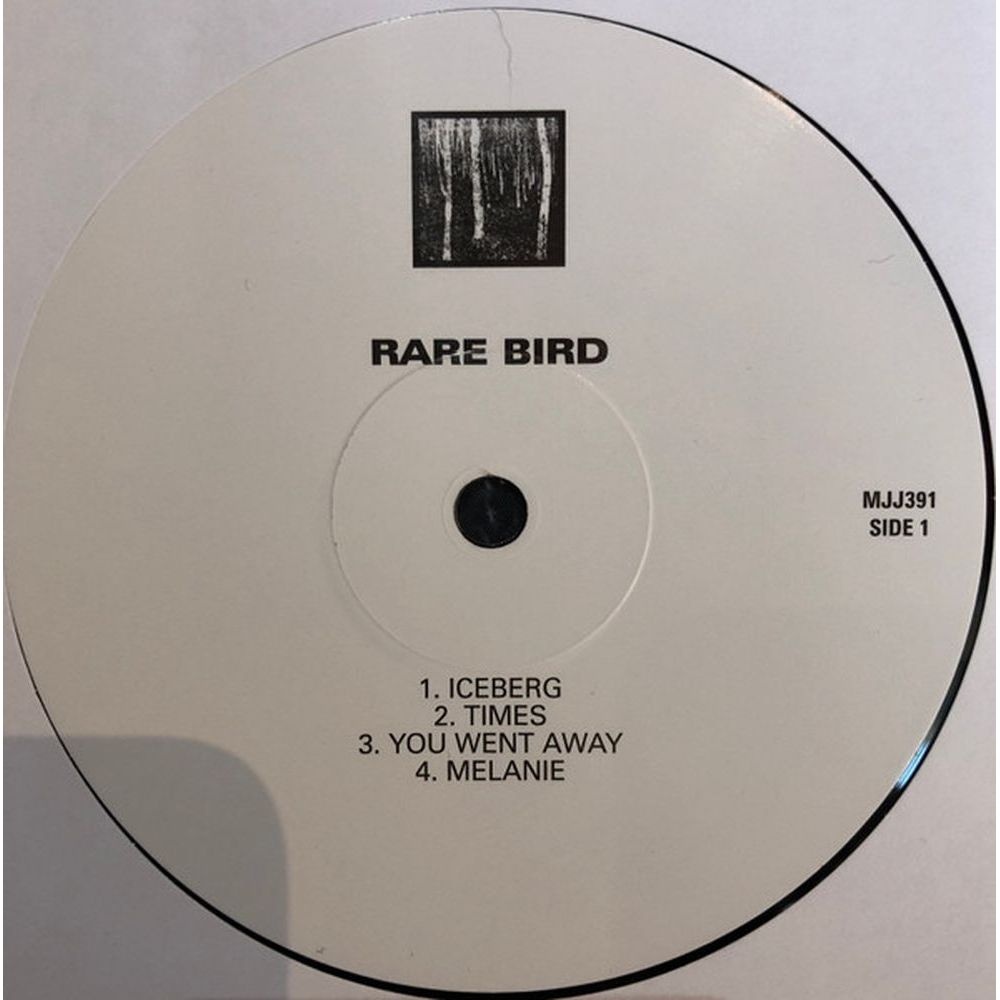 RARE BIRD
MJJ391
SIDE 1
1. ICEBERG
2. TIMES
3. YOU WENT AWAY
4. MELANIE